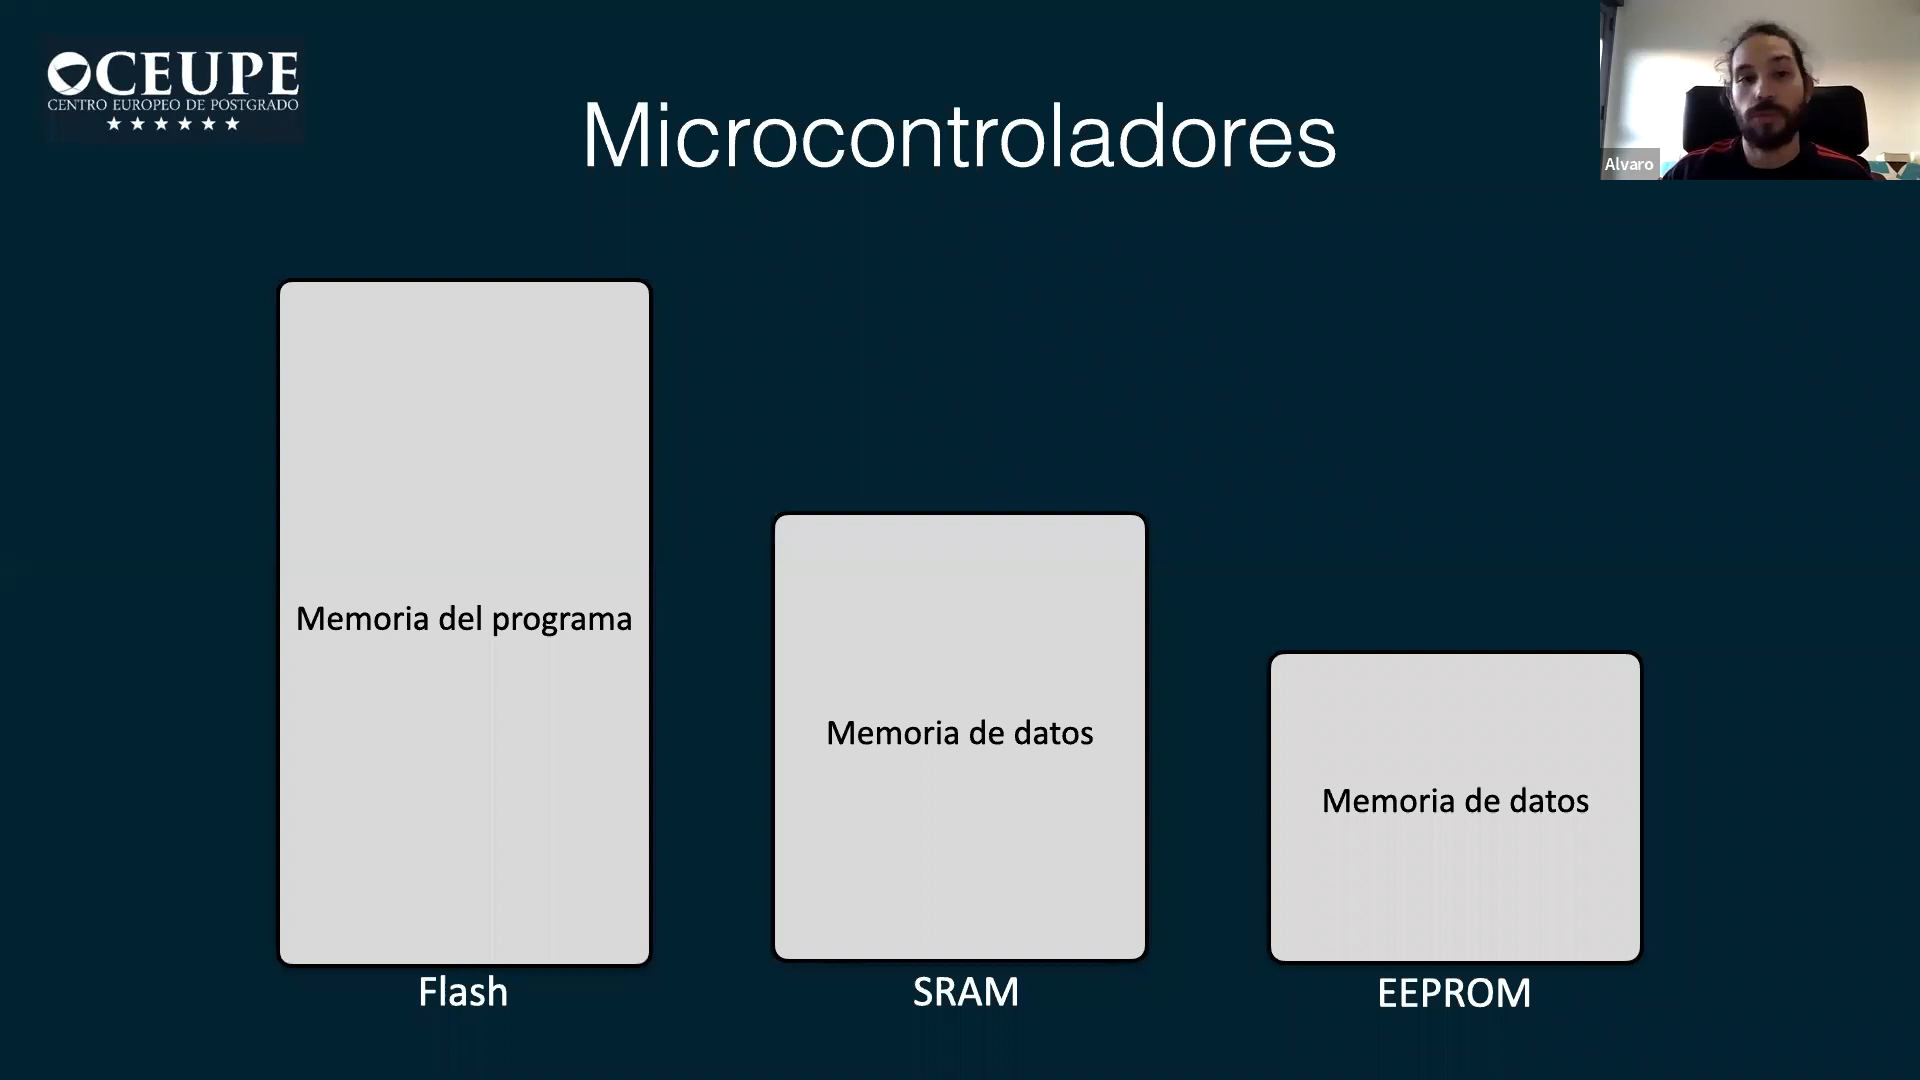 CEUPE
CENTRO EUROPEO DE POSTGRADO
Microcontroladores
Alvaro
Memoria del programa
Memoria de datos
Memoria de datos
Flash
SRAM
EEPROM